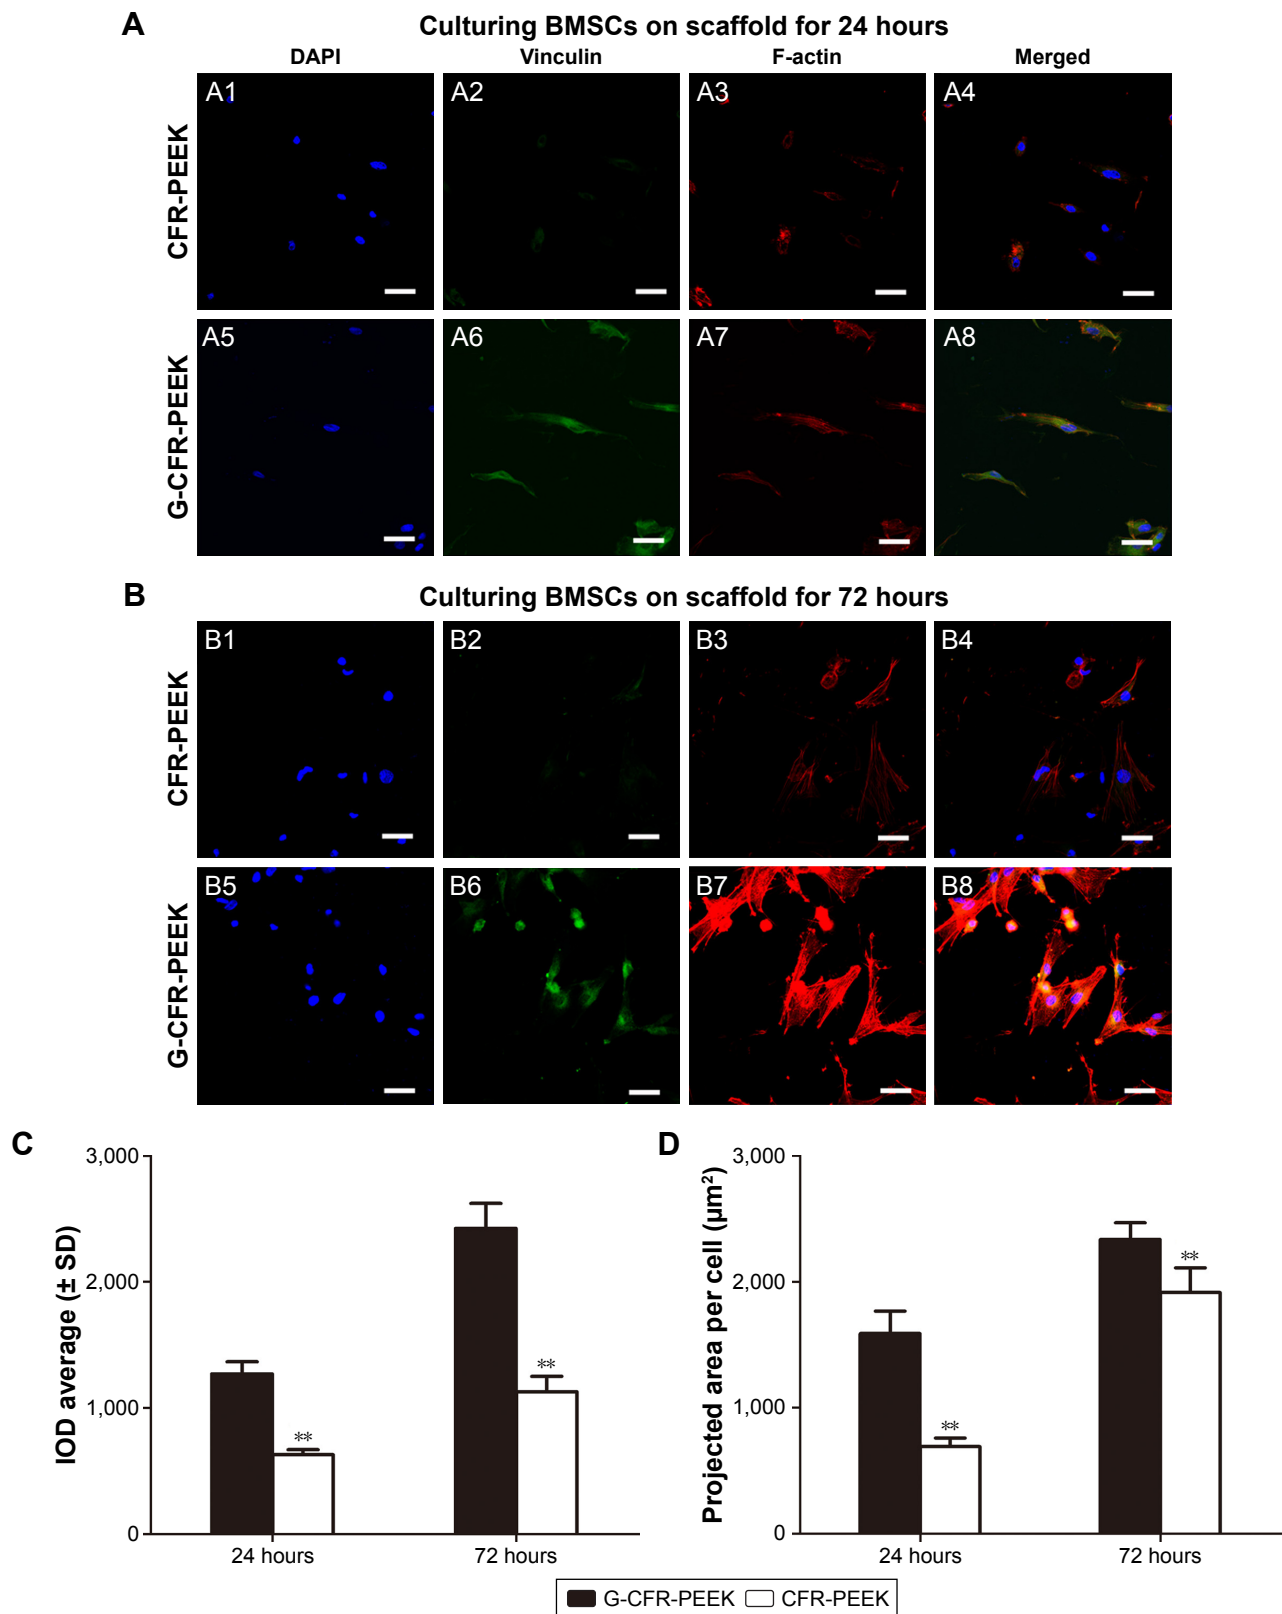 A Culturing BMSCs on scaffold for 24 hours
DAPI Vinculin F-actin Merged
CFR-PEEK
A1 A2 A3 A4
G-CFR-PEEK
A5 A6 A7 A8
B Culturing BMSCs on scaffold for 72 hours
CFR-PEEK
B1 B2 B3 B4
G-CFR-PEEK
B5 B6 B7 B8
C
IOD average (± SD)
3,000
2,000
1,000
0
**
**
24 hours 72 hours
D
Projected area per cell (µm²)
3,000
2,000
1,000
0
**
**
24 hours 72 hours
G-CFR-PEEK CFR-PEEK